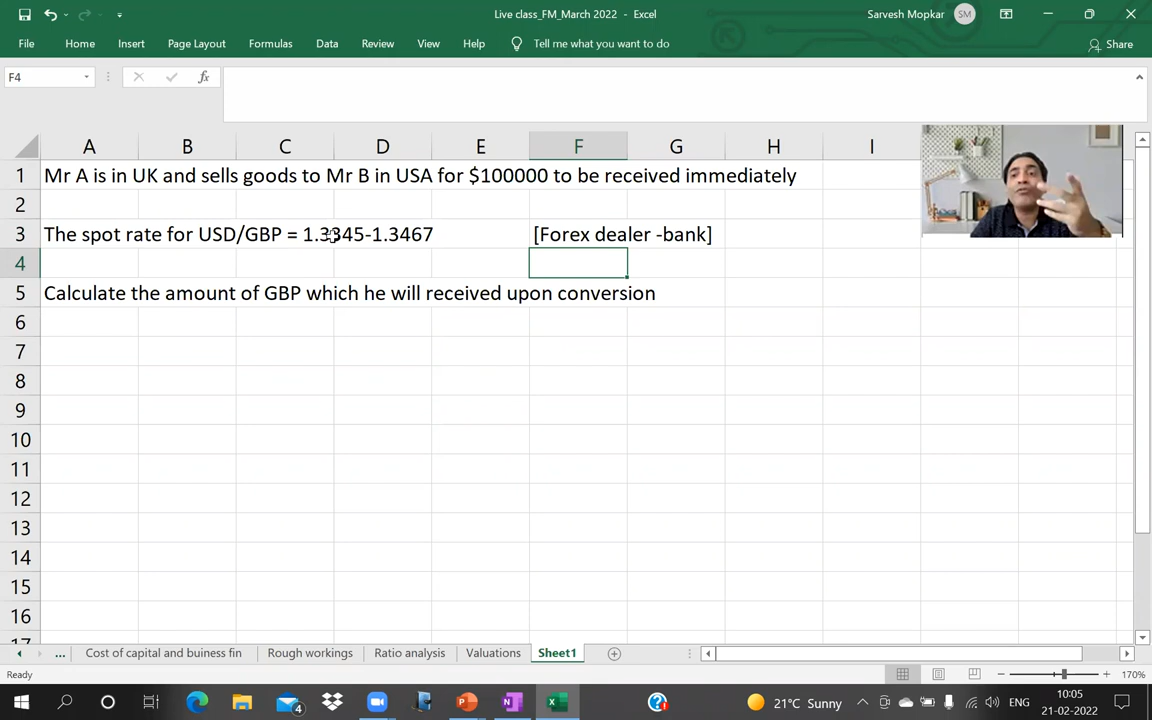 Live class_FM_March 2022 - Excel
Sarvesh Mopkar SM
File Home Insert Page Layout Formulas Data Review View Help Tell me what you want to do Share
F4 fx
A B C D E F G H I
1 Mr A is in UK and sells goods to Mr B in USA for $100000 to be received immediately
2
3 The spot rate for USD/GBP = 1.3345-1.3467 [Forex dealer -bank]
4
5 Calculate the amount of GBP which he will received upon conversion
6
7
8
9
10
11
12
13
14
15
16
17
... Cost of capital and buiness fin Rough workings Ratio analysis Valuations Sheet1
Ready 170%
4 21°C Sunny ENG 10:05
21-02-2022